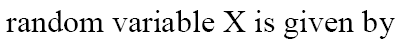 random variable X is given by